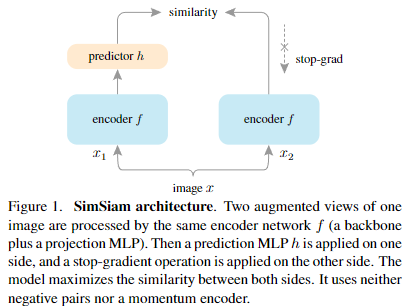 similarity
predictor h
stop-grad
encoder f
encoder f
x₁
x₂
image x
Figure 1. SimSiam architecture. Two augmented views of one
image are processed by the same encoder network f (a backbone
plus a projection MLP). Then a prediction MLP h is applied on one
side, and a stop-gradient operation is applied on the other side. The
model maximizes the similarity between both sides. It uses neither
negative pairs nor a momentum encoder.